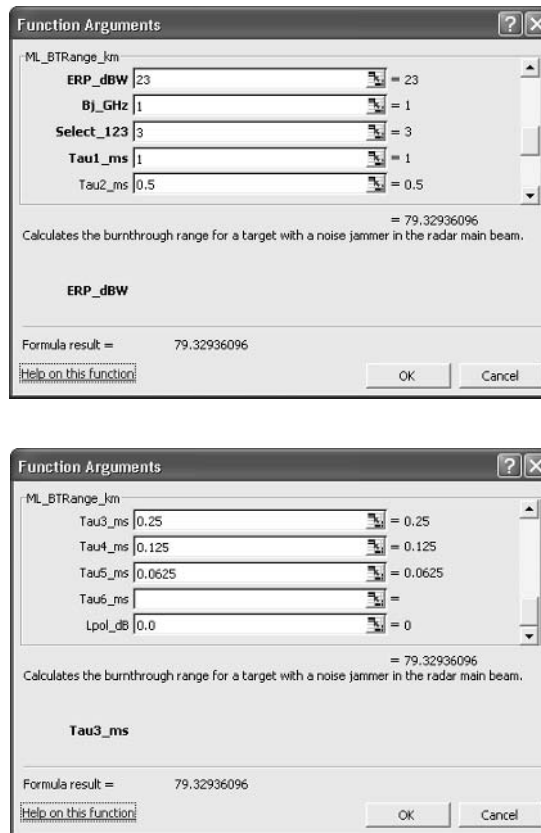 Function Arguments
ML_BTRange_km
ERP_dBW 23 = 23
Bj_GHz 1 = 1
Select_123 3 = 3
Tau1_ms 1 = 1
Tau2_ms 0.5 = 0.5
= 79.32936096
Calculates the burnthrough range for a target with a noise jammer in the radar main beam.
ERP_dBW
Formula result = 79.32936096
Help on this function OK Cancel
Function Arguments
ML_BTRange_km
Tau3_ms 0.25 = 0.25
Tau4_ms 0.125 = 0.125
Tau5_ms 0.0625 = 0.0625
Tau6_ms =
Lpol_dB 0.0 = 0
= 79.32936096
Calculates the burnthrough range for a target with a noise jammer in the radar main beam.
Tau3_ms
Formula result = 79.32936096
Help on this function OK Cancel